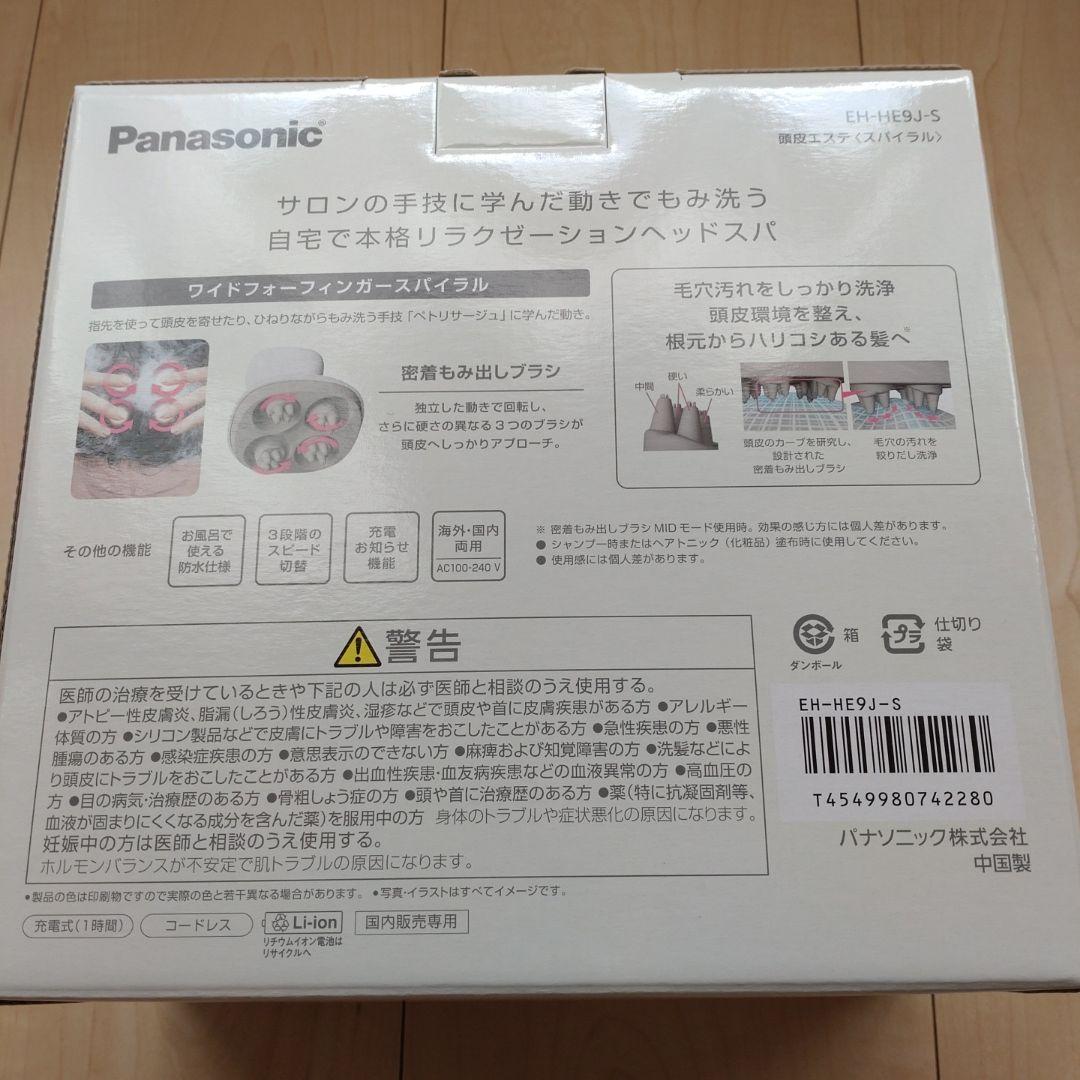 Panasonic®
EH-HE9J-S
頭皮エステ〈スパイラル〉
サロンの手技に学んだ動きでもみ洗う
自宅で本格リラクゼーションヘッドスパ
ワイドフォーフィンガースパイラル
指先を使って頭皮を寄せたり、ひねりながらもみ洗う手技「ペトリサージュ」に学んだ動き。
密着もみ出しブラシ
独立した動きで回転し、
さらに硬さの異なる3つのブラシが
頭皮へしっかりアプローチ。
毛穴汚れをしっかり洗浄
頭皮環境を整え、
根元からハリコシある髪へ※
中間
硬い
柔らかい
頭皮のカーブを研究し、
設計された
密着もみ出しブラシ
毛穴の汚れを
絞りだし洗浄
その他の機能
お風呂で
使える
防水仕様
3段階の
スピード
切替
充電
お知らせ
機能
海外・国内
両用
AC100-240 V
※ 密着もみ出しブラシ MIDモード使用時。効果の感じ方には個人差があります。
● シャンプー時またはヘアトニック（化粧品）塗布時に使用してください。
● 使用感には個人差があります。
警告
医師の治療を受けているときや下記の人は必ず医師と相談のうえ使用する。
●アトピー性皮膚炎、脂漏（しろう）性皮膚炎、湿疹などで頭皮や首に皮膚疾患がある方 ●アレルギー
体質の方 ●シリコン製品などで皮膚にトラブルや障害をおこしたことがある方 ●急性疾患の方 ●悪性
腫瘍のある方 ●感染症疾患の方 ●意思表示のできない方 ●麻痺および知覚障害の方 ●洗髪などによ
り頭皮にトラブルをおこしたことがある方 ●出血性疾患・血友病疾患などの血液異常の方 ●高血圧の
方 ●目の病気・治療歴のある方 ●骨粗しょう症の方 ●頭や首に治療歴のある方 ●薬（特に抗凝固剤等、
血液が固まりにくくなる成分を含んだ薬）を服用中の方 身体のトラブルや症状悪化の原因になります。
妊娠中の方は医師と相談のうえ使用する。
ホルモンバランスが不安定で肌トラブルの原因になります。
ダンボール
箱
プラ
仕切り
袋
EH-HE9J-S
T4549980742280
パナソニック株式会社
中国製
●製品の色は印刷物ですので実際の色と若干異なる場合があります。 ●写真・イラストはすべてイメージです。
充電式（1時間）
コードレス
Li-ion
リチウムイオン電池は
リサイクルへ
国内販売専用